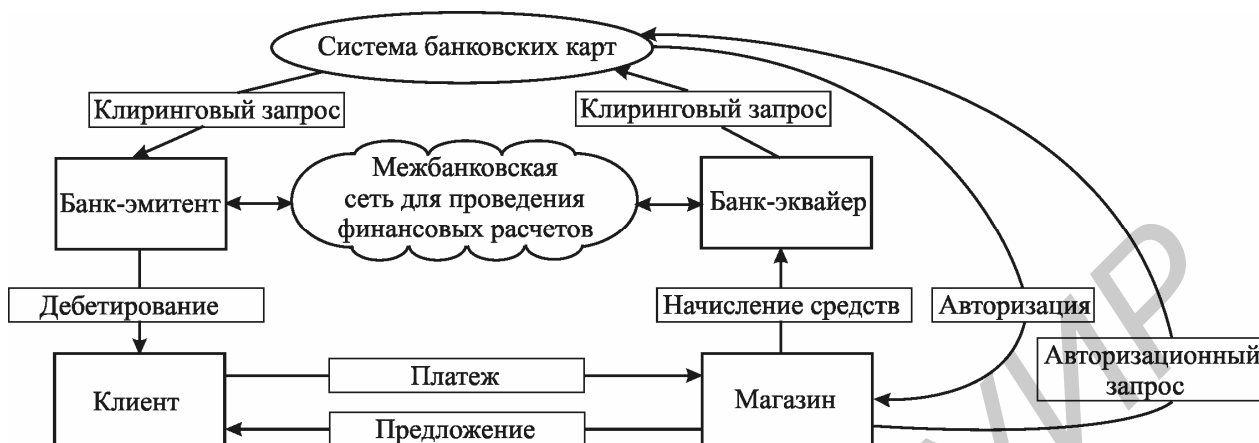 Система банковских карт
Клиринговый запрос
Клиринговый запрос
Межбанковская
сеть для проведения
финансовых расчетов
Банк-эмитент
Банк-эквайер
Дебетирование
Начисление средств
Авторизация
Авторизационный
запрос
Клиент
Платеж
Магазин
Предложение
УИР